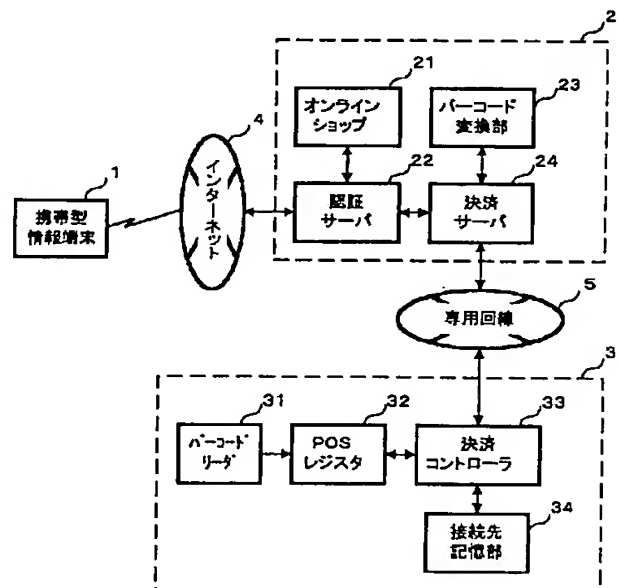 2
21
23
オンライン
ショップ
バーコード
変換部
4
22
24
1
インターネット
認証
サーバ
決済
サーバ
携帯型
情報端末
5
専用回線
3
31
32
33
バーコード
リーダ
POS
レジスタ
決済
コントローラ
34
接続先
記憶部